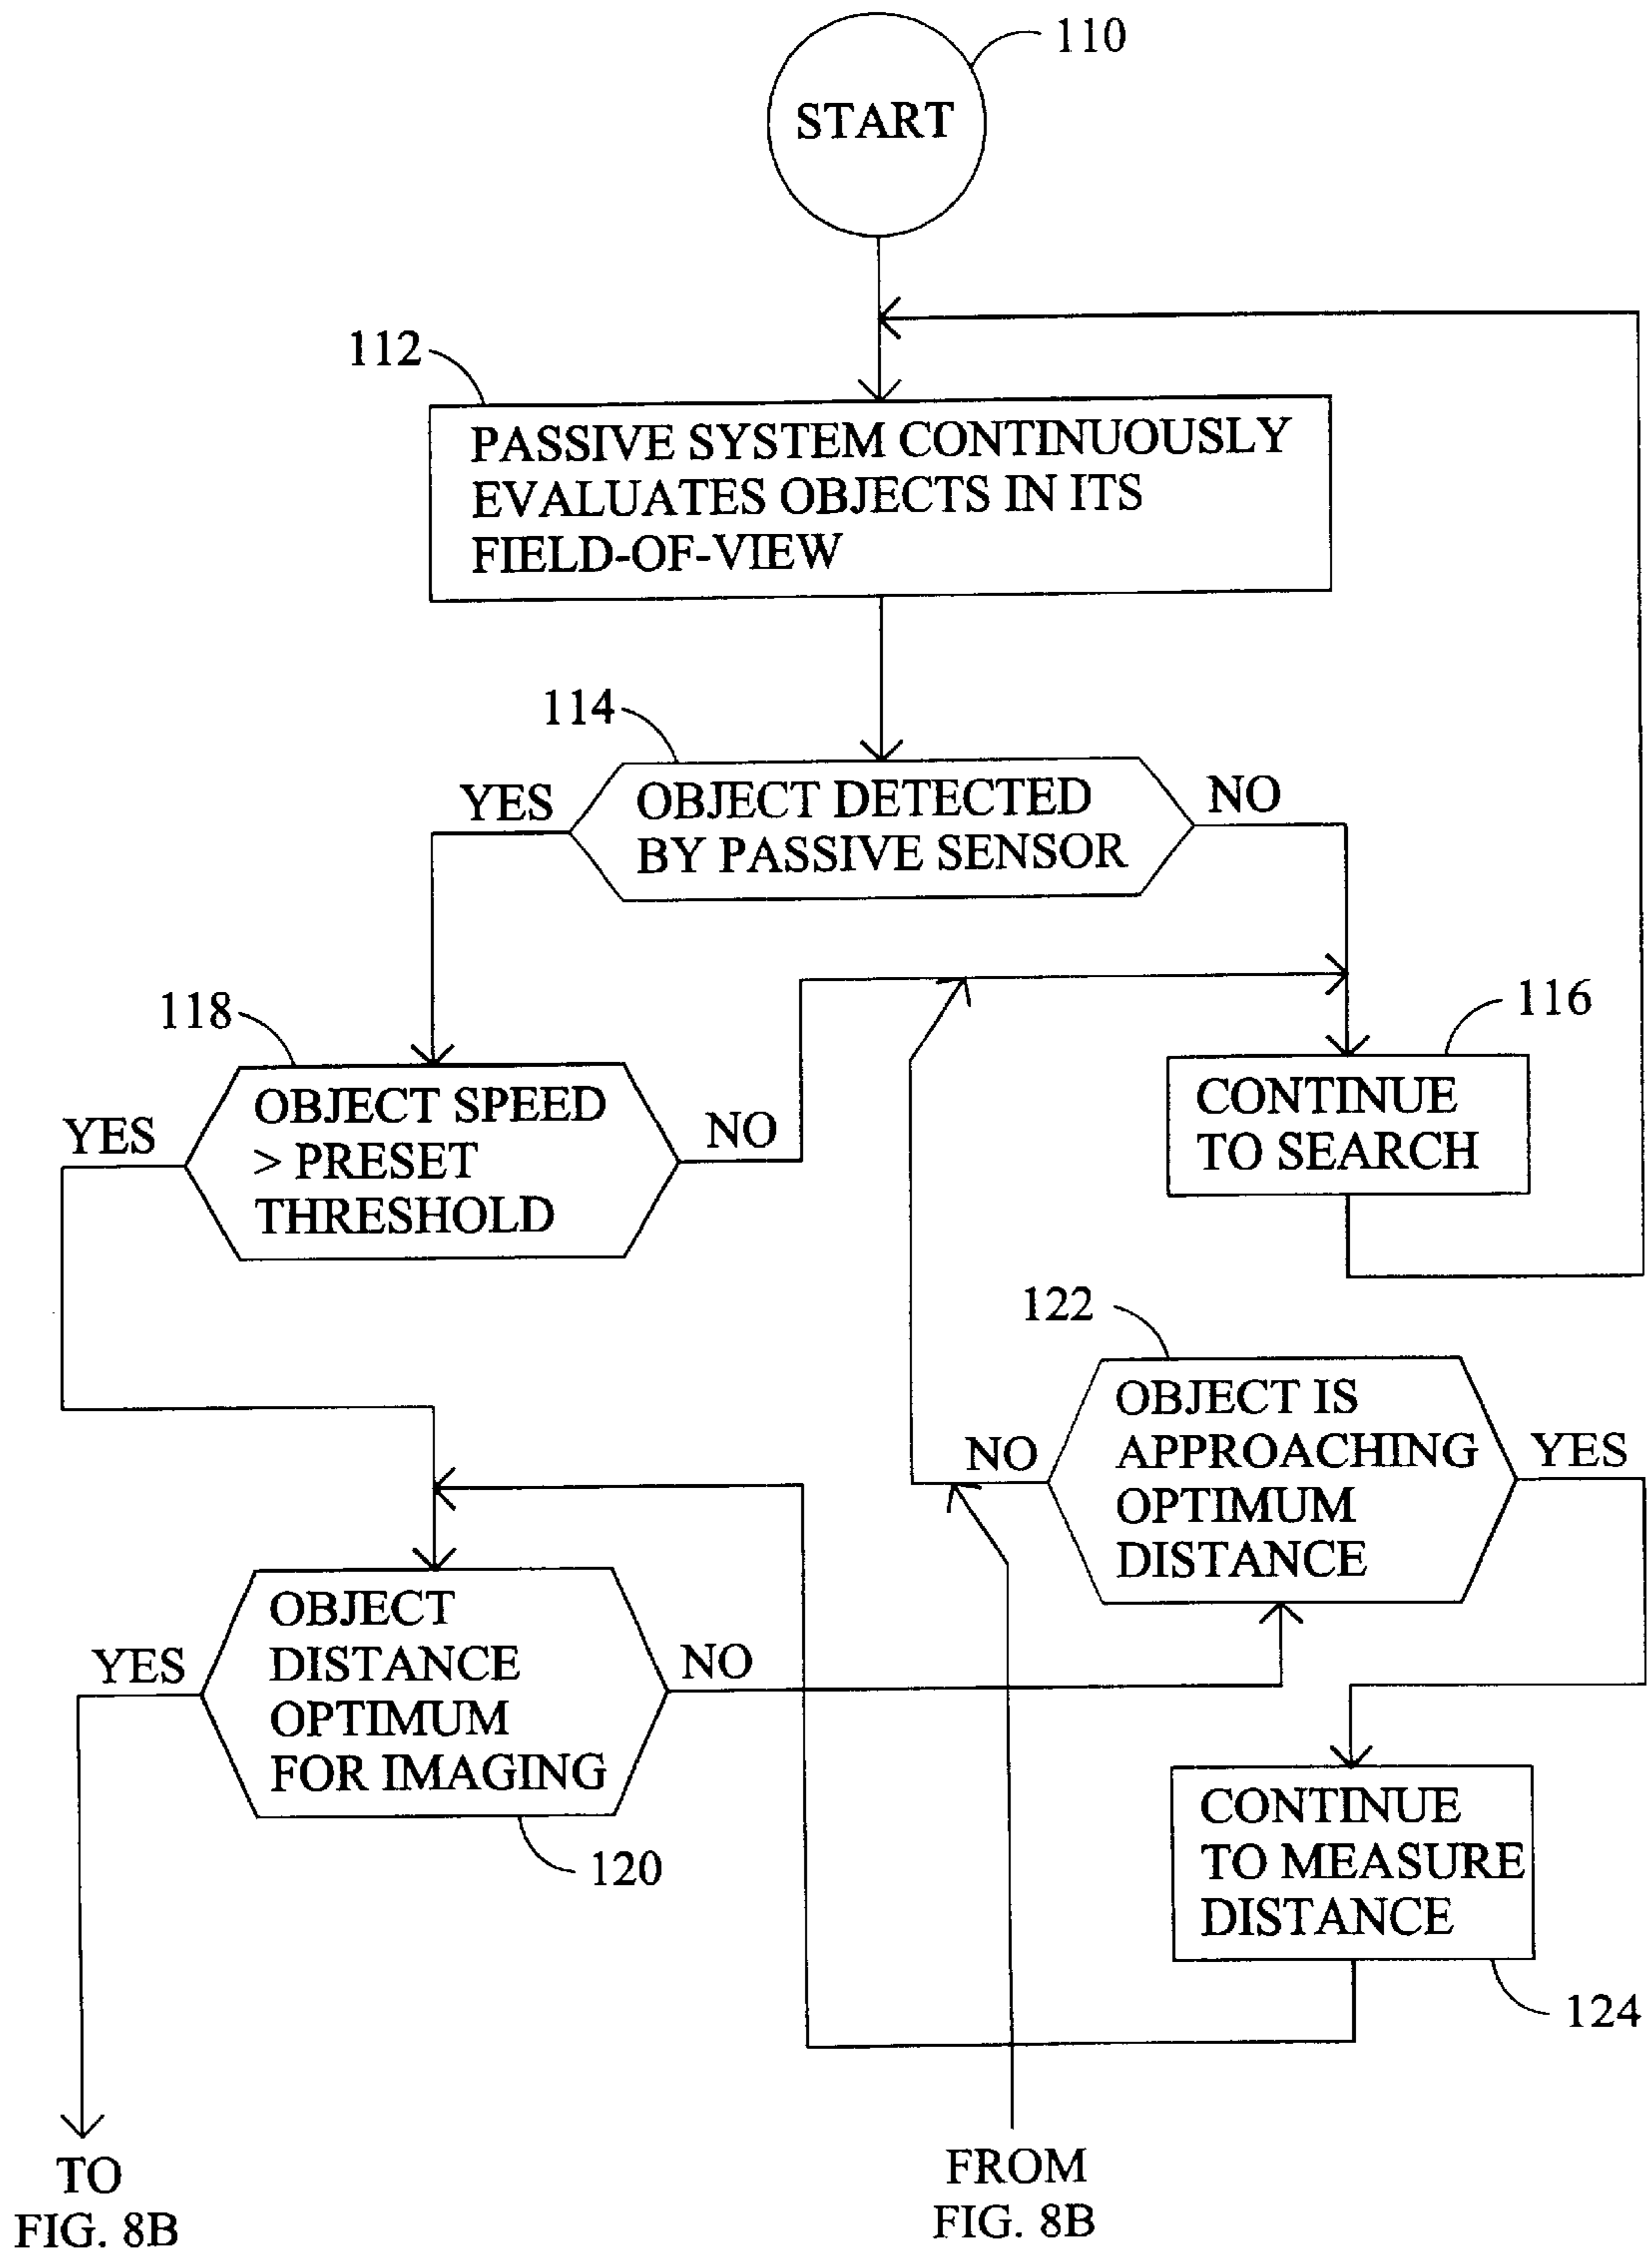 110
START
112
PASSIVE SYSTEM CONTINUOUSLY
EVALUATES OBJECTS IN ITS
FIELD-OF-VIEW
114
YES
OBJECT DETECTED
BY PASSIVE SENSOR
NO
118
YES
OBJECT SPEED
> PRESET
THRESHOLD
NO
116
CONTINUE
TO SEARCH
122
NO
OBJECT IS
APPROACHING
OPTIMUM
DISTANCE
YES
YES
OBJECT
DISTANCE
OPTIMUM
FOR IMAGING
NO
120
CONTINUE
TO MEASURE
DISTANCE
124
TO
FIG. 8B
FROM
FIG. 8B